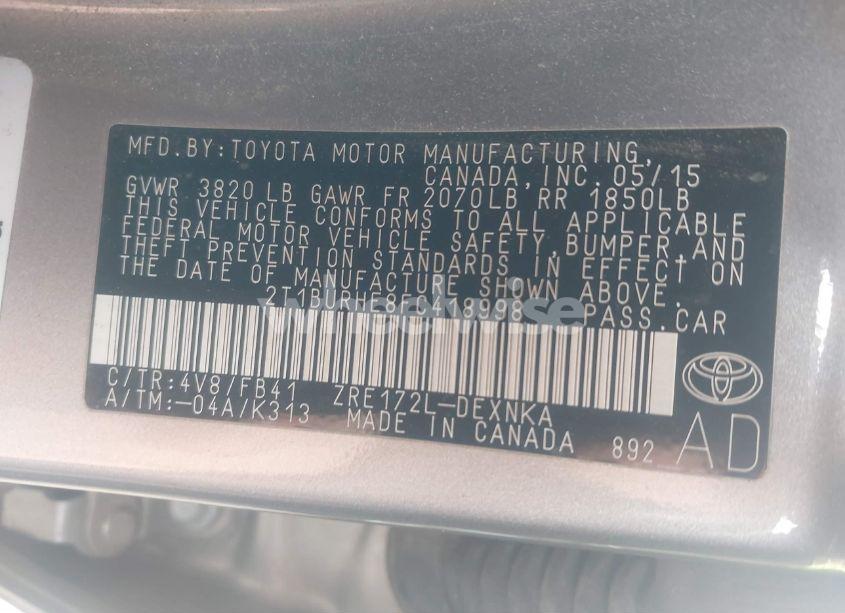 MFD.BY:TOYOTA MOTOR MANUFACTURING,
CANADA,INC.05/15
GVWR 3820 LB GAWR FR 2070LB RR 1850LB
THIS VEHICLE CONFORMS TO ALL APPLICABLE
FEDERAL MOTOR VEHICLE SAFETY,BUMPER,AND
THEFT PREVENTION STANDARDS IN EFFECT ON
THE DATE OF MANUFACTURE SHOWN ABOVE.
PASS.CAR
wheelwise
C/TR:4V8/FB41 ZRE172L-DEXNKA
A/TM:-04A/K313 MADE IN CANADA 892 AD